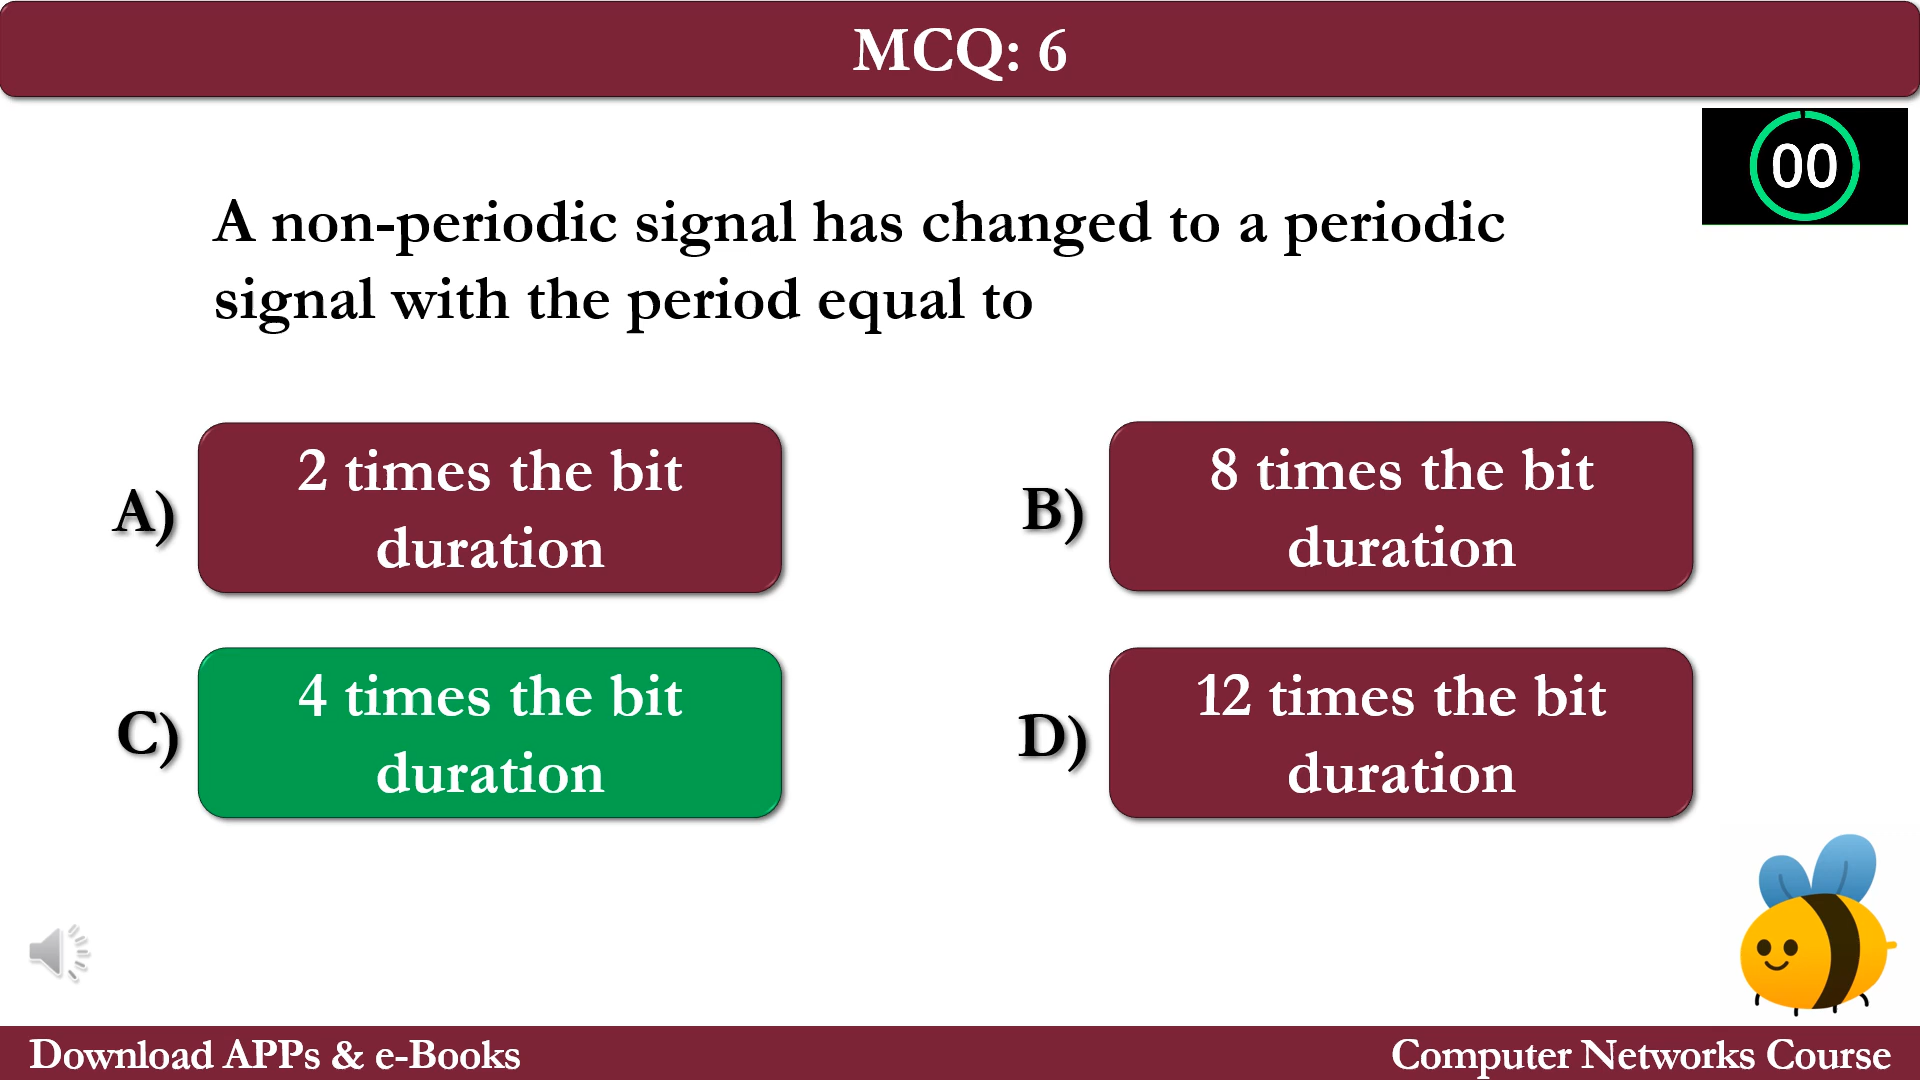 MCQ: 6
00
A non-periodic signal has changed to a periodic
signal with the period equal to
A)
2 times the bit
duration
B)
8 times the bit
duration
C)
4 times the bit
duration
D)
12 times the bit
duration
Download APPs & e-Books
Computer Networks Course